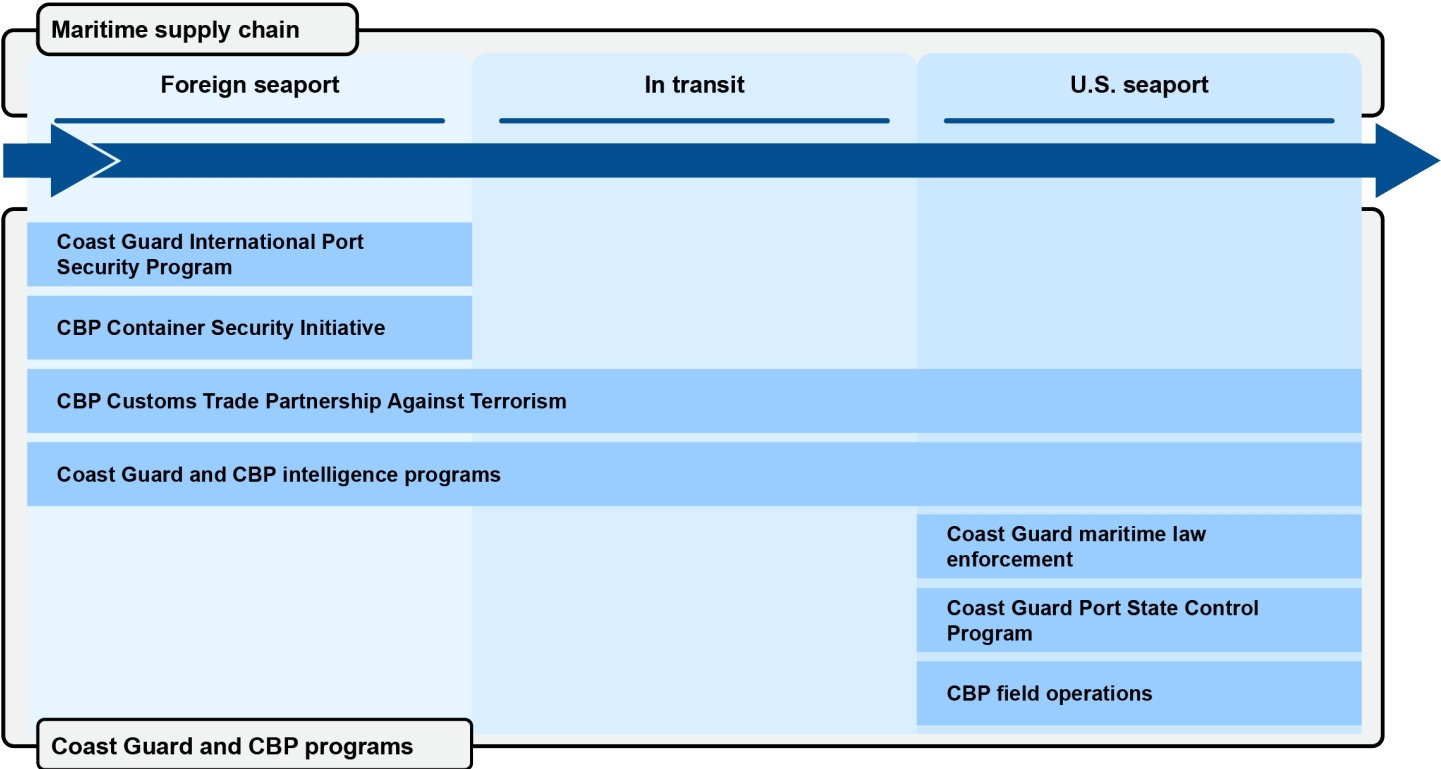 Maritime supply chain
Foreign seaport
In transit
U.S. seaport
Coast Guard International Port
Security Program
CBP Container Security Initiative
CBP Customs Trade Partnership Against Terrorism
Coast Guard and CBP intelligence programs
Coast Guard maritime law
enforcement
Coast Guard Port State Control
Program
CBP field operations
Coast Guard and CBP programs